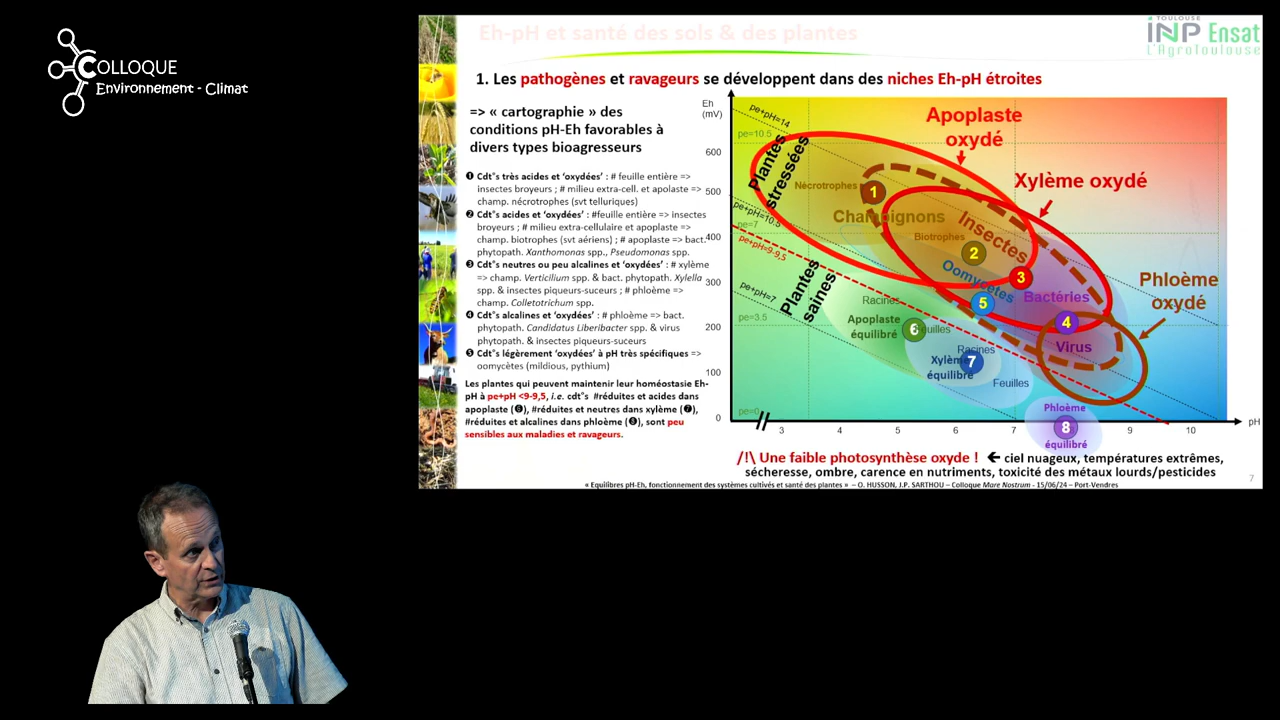 COLLOQUE
Environnement - Climat
Eh-pH et santé des sols & des plantes
TOULOUSE
INP Ensat
L'Agrotoulouse
1. Les pathogènes et ravageurs se développent dans des niches Eh-pH étroites
=> « cartographie » des
conditions pH-Eh favorables à
divers types bioagresseurs
❶ Cdt°s très acides et ‘oxydées’ : # feuille entière =>
insectes broyeurs ; # milieu extra-cell. et apoplaste =>
champ. nécrotrophes (svt telluriques)
❷ Cdt°s acides et ‘oxydées’ : #feuille entière => insectes
broyeurs ; # milieu extra-cellulaire et apoplaste =>
champ. biotrophes (svt aériens) ; # apoplaste => bact.
phytopath. Xanthomonas spp., Pseudomonas spp.
❸ Cdt°s neutres ou peu alcalines et ‘oxydées’ : # xylème
=> champ. Verticilium spp. & bact. phytopath. Xylella
spp. & insectes piqueurs-suceurs ; # phloème =>
champ. Colletotrichum spp.
❹ Cdt°s alcalines et ‘oxydées’ : # phloème => bact.
phytopath. Candidatus Liberibacter spp. & virus
phytopath. & insectes piqueurs-suceurs
❺ Cdt°s légèrement ‘oxydées’ à pH très spécifiques =>
oomycètes (mildious, pythium)
Les plantes qui peuvent maintenir leur homéostasie Eh-
pH à pe+pH <9-9,5, i.e. cdt°s #réduites et acides dans
apoplaste (❻), #réduites et neutres dans xylème (❼),
#réduites et alcalines dans phloème (❽), sont peu
sensibles aux maladies et ravageurs.
Eh
(mV)
600
500
400
300
200
100
0
pe+pH=14
pe=10.5
pe+pH=10.5
pe=7
pe+pH=9-9,5
pe+pH=7
pe=3.5
pe=0
Plantes
stressées
Plantes
saines
Apoplaste
oxydé
Xylème oxydé
Phloème
oxydé
Nécrotrophes
1
Champignons
Biotrophes
2
Insectes
3
Oomycètes
5
Bactéries
4
Virus
Racines
Apoplaste
équilibré
6
Feuilles
Racines
Xylème
équilibré
7
Feuilles
Phloème
8
équilibré
3
4
5
6
7
9
10
pH
/!\ Une faible photosynthèse oxyde ! 🡰 ciel nuageux, températures extrêmes,
sécheresse, ombre, carence en nutriments, toxicité des métaux lourds/pesticides
« Equilibres pH-Eh, fonctionnement des systèmes cultivés et santé des plantes » – O. HUSSON, J.P. SARTHOU – Colloque Mare Nostrum - 15/06/24 – Port-Vendres
7